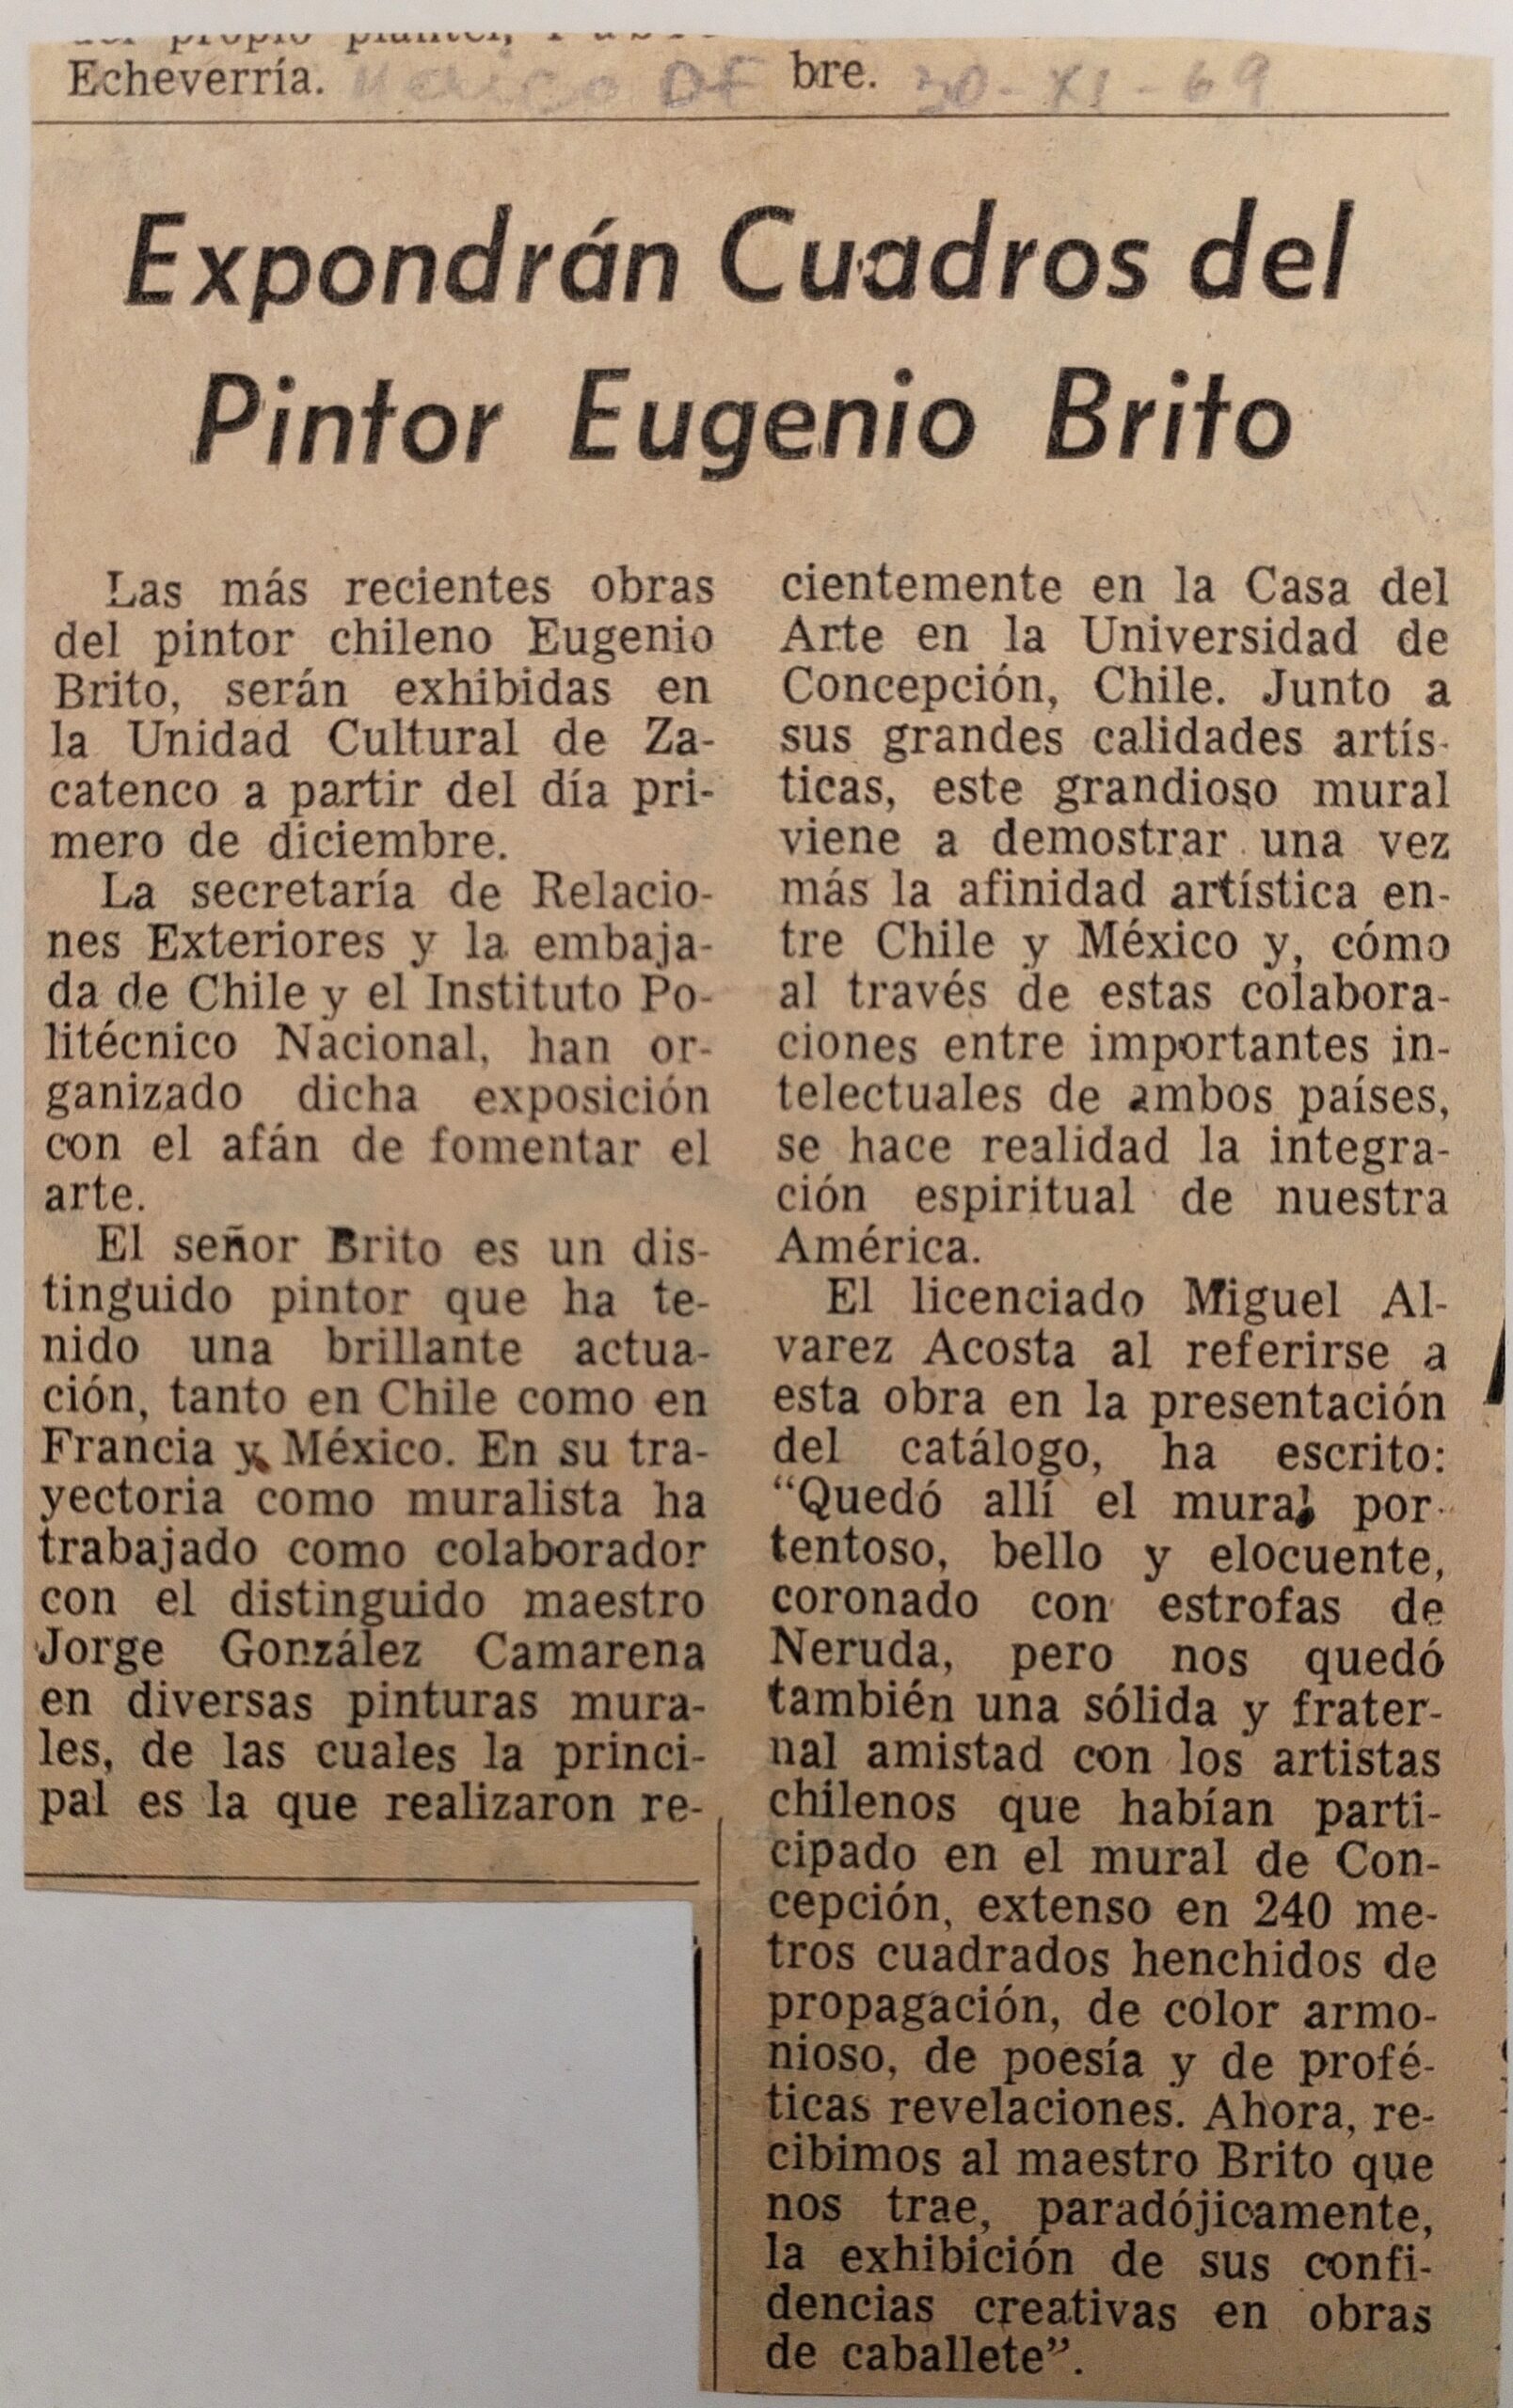 del propio plantel,
Echeverría.
bre.
México DF 30-XI-69
Expondrán Cuadros del
Pintor Eugenio Brito
Las más recientes obras
del pintor chileno Eugenio
Brito, serán exhibidas en
la Unidad Cultural de Za-
catenco a partir del día pri-
mero de diciembre.
La secretaría de Relacio-
nes Exteriores y la embaja-
da de Chile y el Instituto Po-
litécnico Nacional, han or-
ganizado dicha exposición
con el afán de fomentar el
arte.
El señor Brito es un dis-
tinguido pintor que ha te-
nido una brillante actua-
ción, tanto en Chile como en
Francia y México. En su tra-
yectoria como muralista ha
trabajado como colaborador
con el distinguido maestro
Jorge González Camarena
en diversas pinturas mura-
les, de las cuales la princi-
pal es la que realizaron re-
cientemente en la Casa del
Arte en la Universidad de
Concepción, Chile. Junto a
sus grandes calidades artís-
ticas, este grandioso mural
viene a demostrar una vez
más la afinidad artística en-
tre Chile y México y, cómo
al través de estas colabora-
ciones entre importantes in-
telectuales de ambos países,
se hace realidad la integra-
ción espiritual de nuestra
América.
El licenciado Miguel Al-
varez Acosta al referirse a
esta obra en la presentación
del catálogo, ha escrito:
“Quedó allí el mural por-
tentoso, bello y elocuente,
coronado con estrofas de
Neruda, pero nos quedó
también una sólida y frater-
nal amistad con los artistas
chilenos que habían parti-
cipado en el mural de Con-
cepción, extenso en 240 me-
tros cuadrados henchidos de
propagación, de color armo-
nioso, de poesía y de profé-
ticas revelaciones. Ahora, re-
cibimos al maestro Brito que
nos trae, paradójicamente,
la exhibición de sus confi-
dencias creativas en obras
de caballete”.